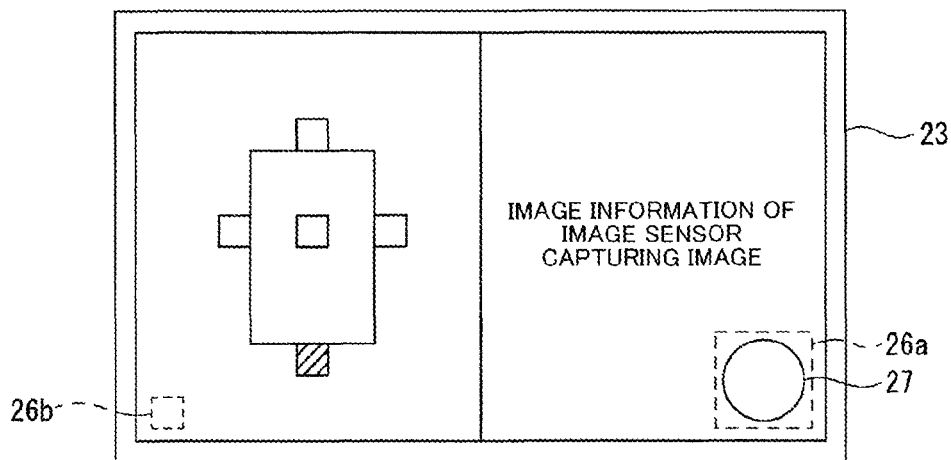 23
IMAGE INFORMATION OF
IMAGE SENSOR
CAPTURING IMAGE
26a
27
26b